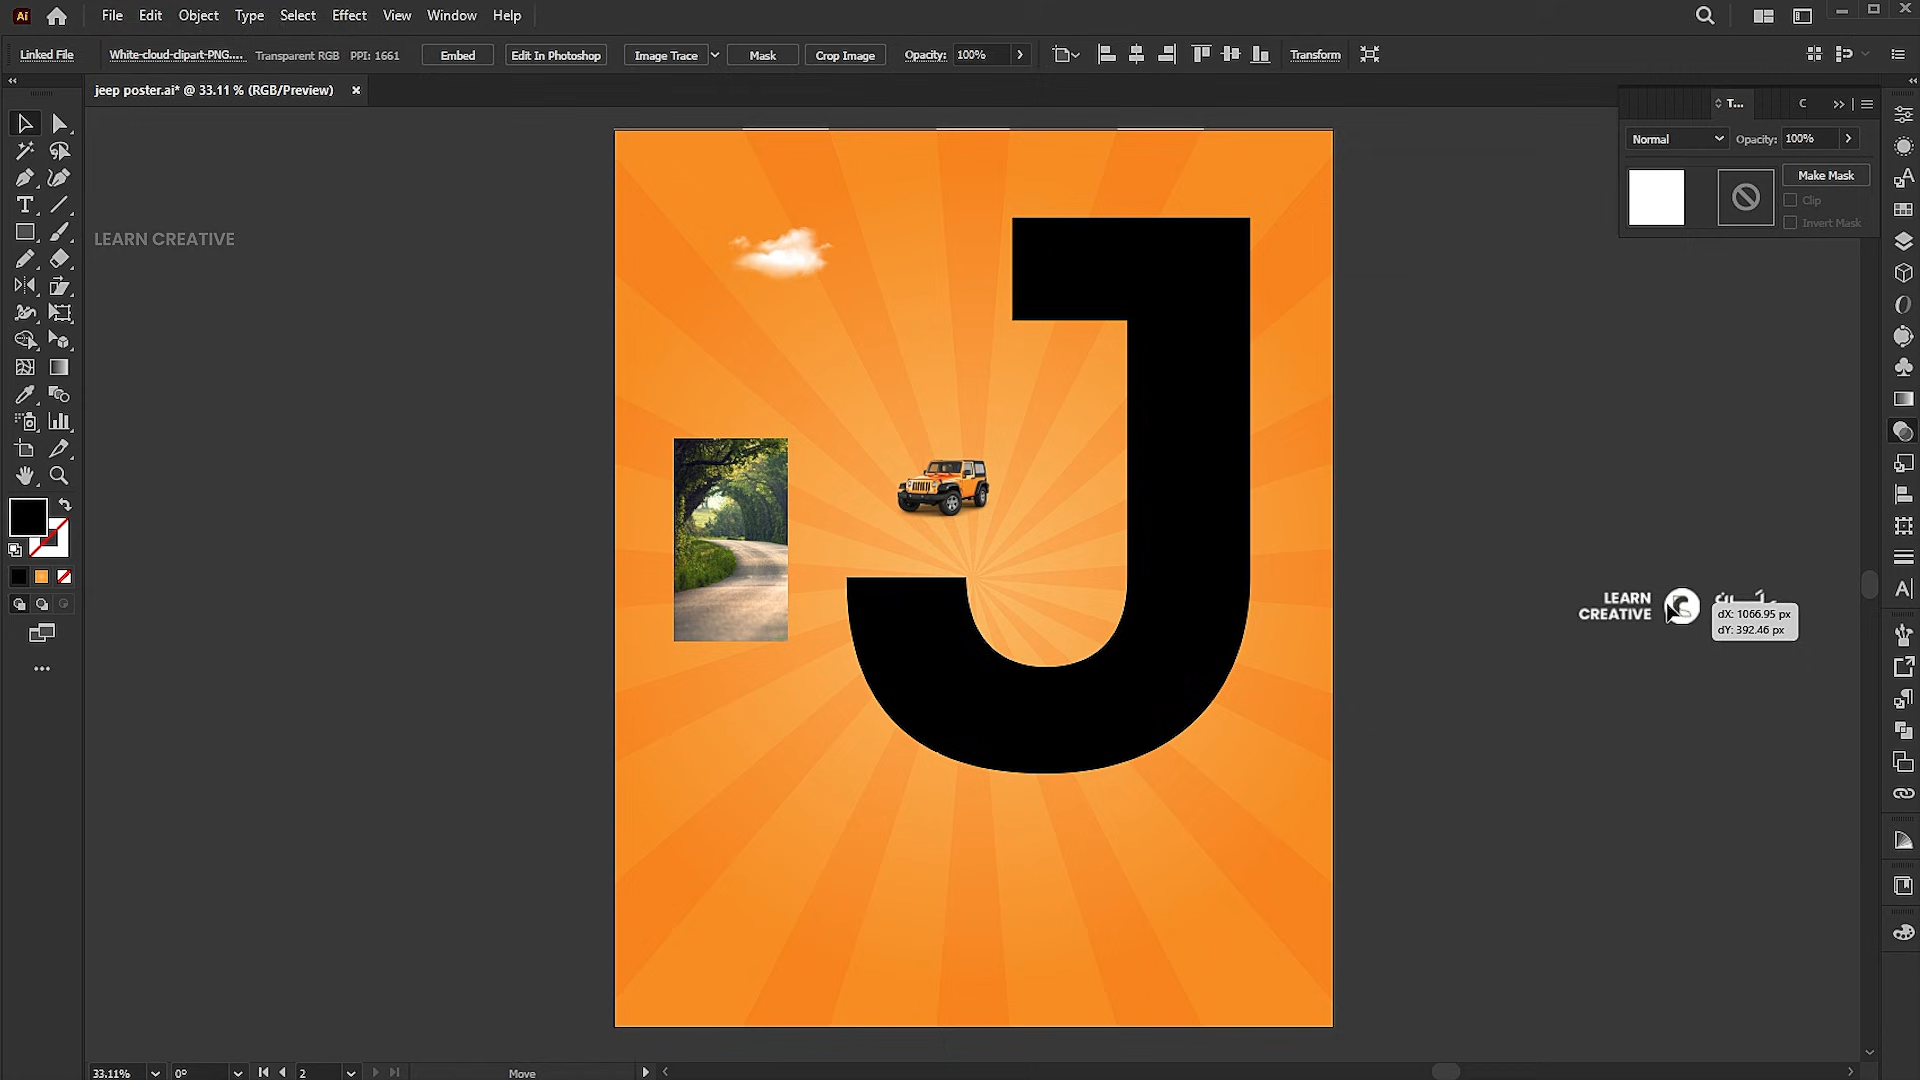 File Edit Object Type Select Effect View Window Help
Linked File White-cloud-clipart-PNG.... Transparent RGB PPI: 1661 Embed Edit In Photoshop Image Trace Mask Crop Image Opacity: 100% Transform
jeep poster.ai* @ 33.11 % (RGB/Preview)
T... C
Normal Opacity: 100%
Make Mask
Clip
Invert Mask
LEARN CREATIVE
J
LEARN
CREATIVE
dX: 1066.95 px
dY: 392.46 px
33.11% 0° 2 Move